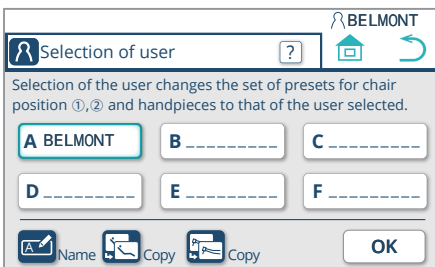 BELMONT
Selection of user ?
Selection of the user changes the set of presets for chair
position ①,② and handpieces to that of the user selected.
A BELMONT B _________ C _________
D _________ E _________ F _________
A Name Copy Copy OK